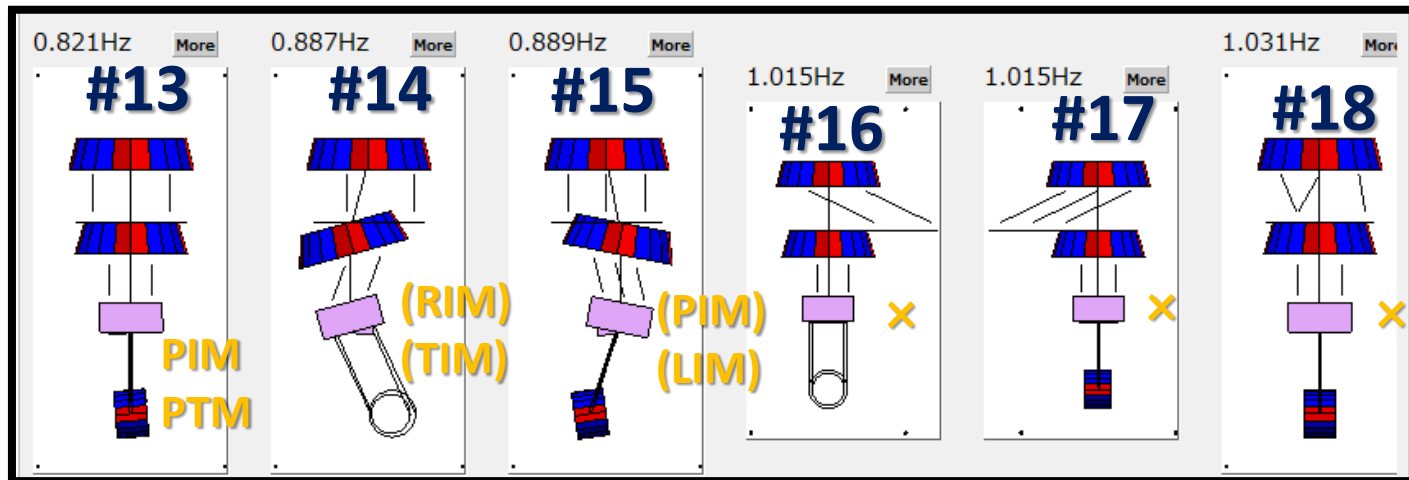 0.821Hz More
#13
PIM
PTM
0.887Hz More
#14
(RIM)
(TIM)
0.889Hz More
#15
(PIM)
(LIM)
1.015Hz More
#16
×
1.015Hz More
#17
×
1.031Hz More
#18
×